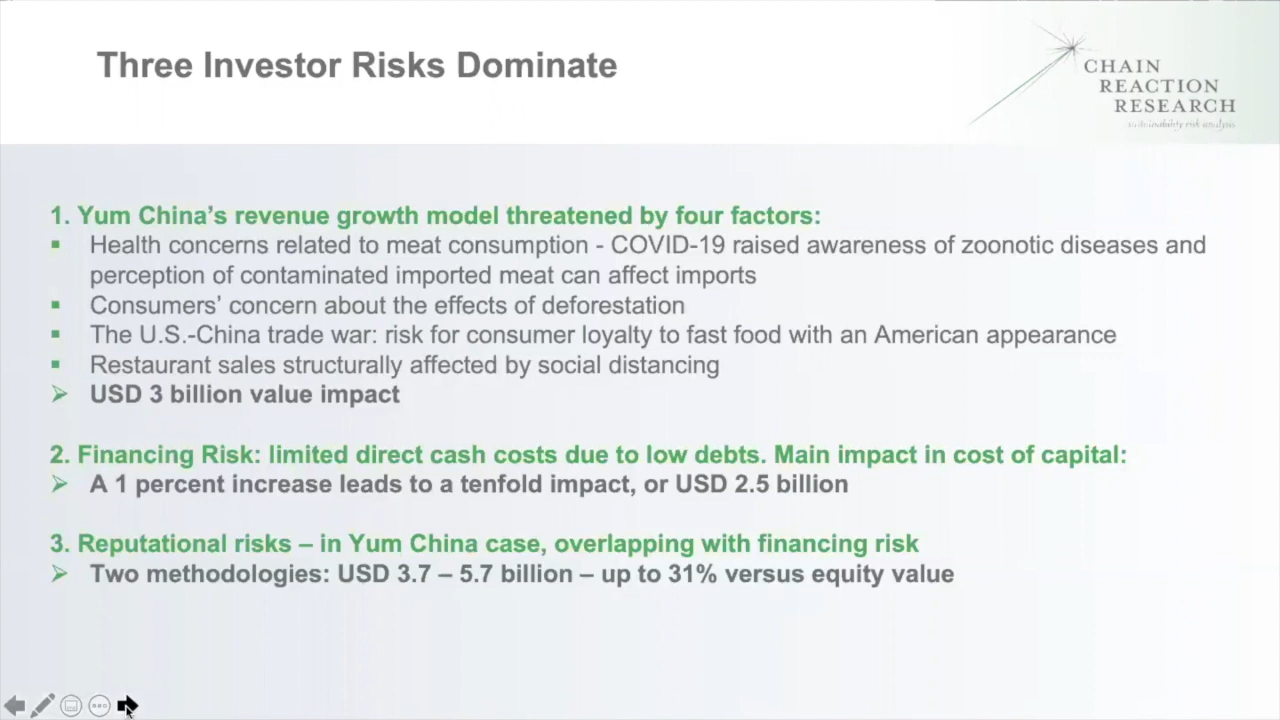 Three Investor Risks Dominate
CHAIN
REACTION
RESEARCH
sustainability risk analysis
1. Yum China’s revenue growth model threatened by four factors:
▪ Health concerns related to meat consumption - COVID-19 raised awareness of zoonotic diseases and
perception of contaminated imported meat can affect imports
▪ Consumers’ concern about the effects of deforestation
▪ The U.S.-China trade war: risk for consumer loyalty to fast food with an American appearance
▪ Restaurant sales structurally affected by social distancing
➢ USD 3 billion value impact
2. Financing Risk: limited direct cash costs due to low debts. Main impact in cost of capital:
➢ A 1 percent increase leads to a tenfold impact, or USD 2.5 billion
3. Reputational risks – in Yum China case, overlapping with financing risk
➢ Two methodologies: USD 3.7 – 5.7 billion – up to 31% versus equity value